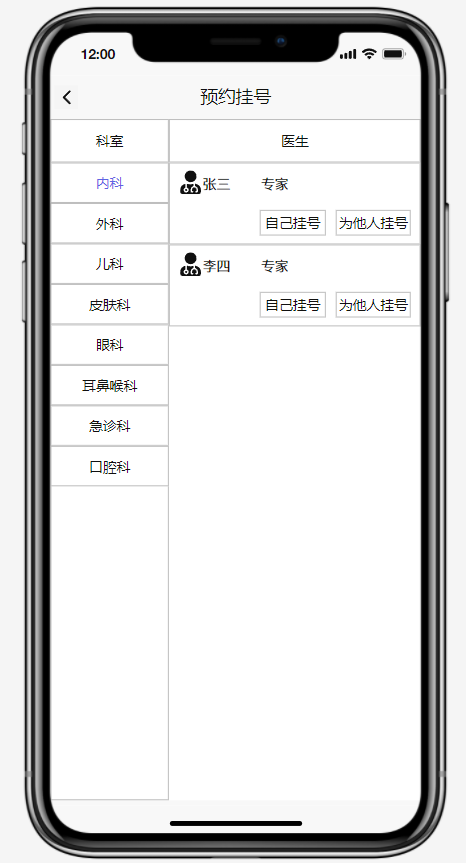 12:00
预约挂号
科室
医生
内科
张三 专家
自己挂号 为他人挂号
外科
儿科
李四 专家
自己挂号 为他人挂号
皮肤科
眼科
耳鼻喉科
急诊科
口腔科